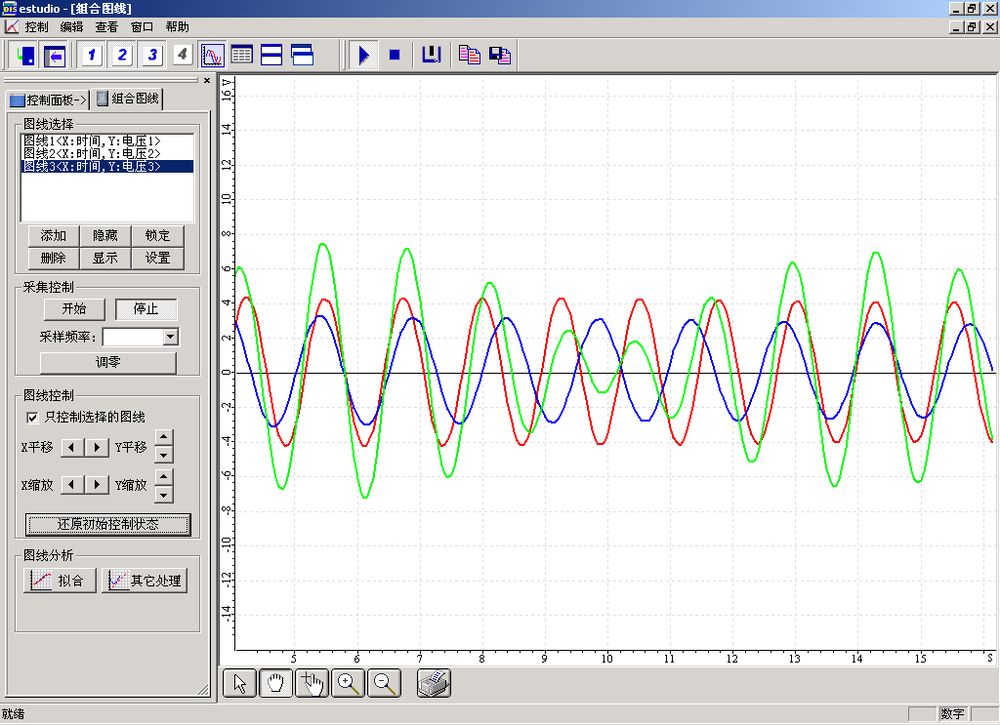 DISestudio - [组合图线]
控制 编辑 查看 窗口 帮助
1 2 3 4
控制面板-> 组合图线
图线选择
图线1<X:时间,Y:电压1>
图线2<X:时间,Y:电压2>
图线3<X:时间,Y:电压3>
添加 隐藏 锁定
删除 显示 设置
采集控制
开始 停止
采样频率:
调零
图线控制
只控制选择的图线
X平移 Y平移
X缩放 Y缩放
还原初始控制状态
图线分析
拟合 其它处理
V
16
14
12
10
8
6
4
2
0
-2
-4
-6
-8
-10
-12
-14
5 6 7 8 9 10 11 12 13 14 15 S
就绪 数字